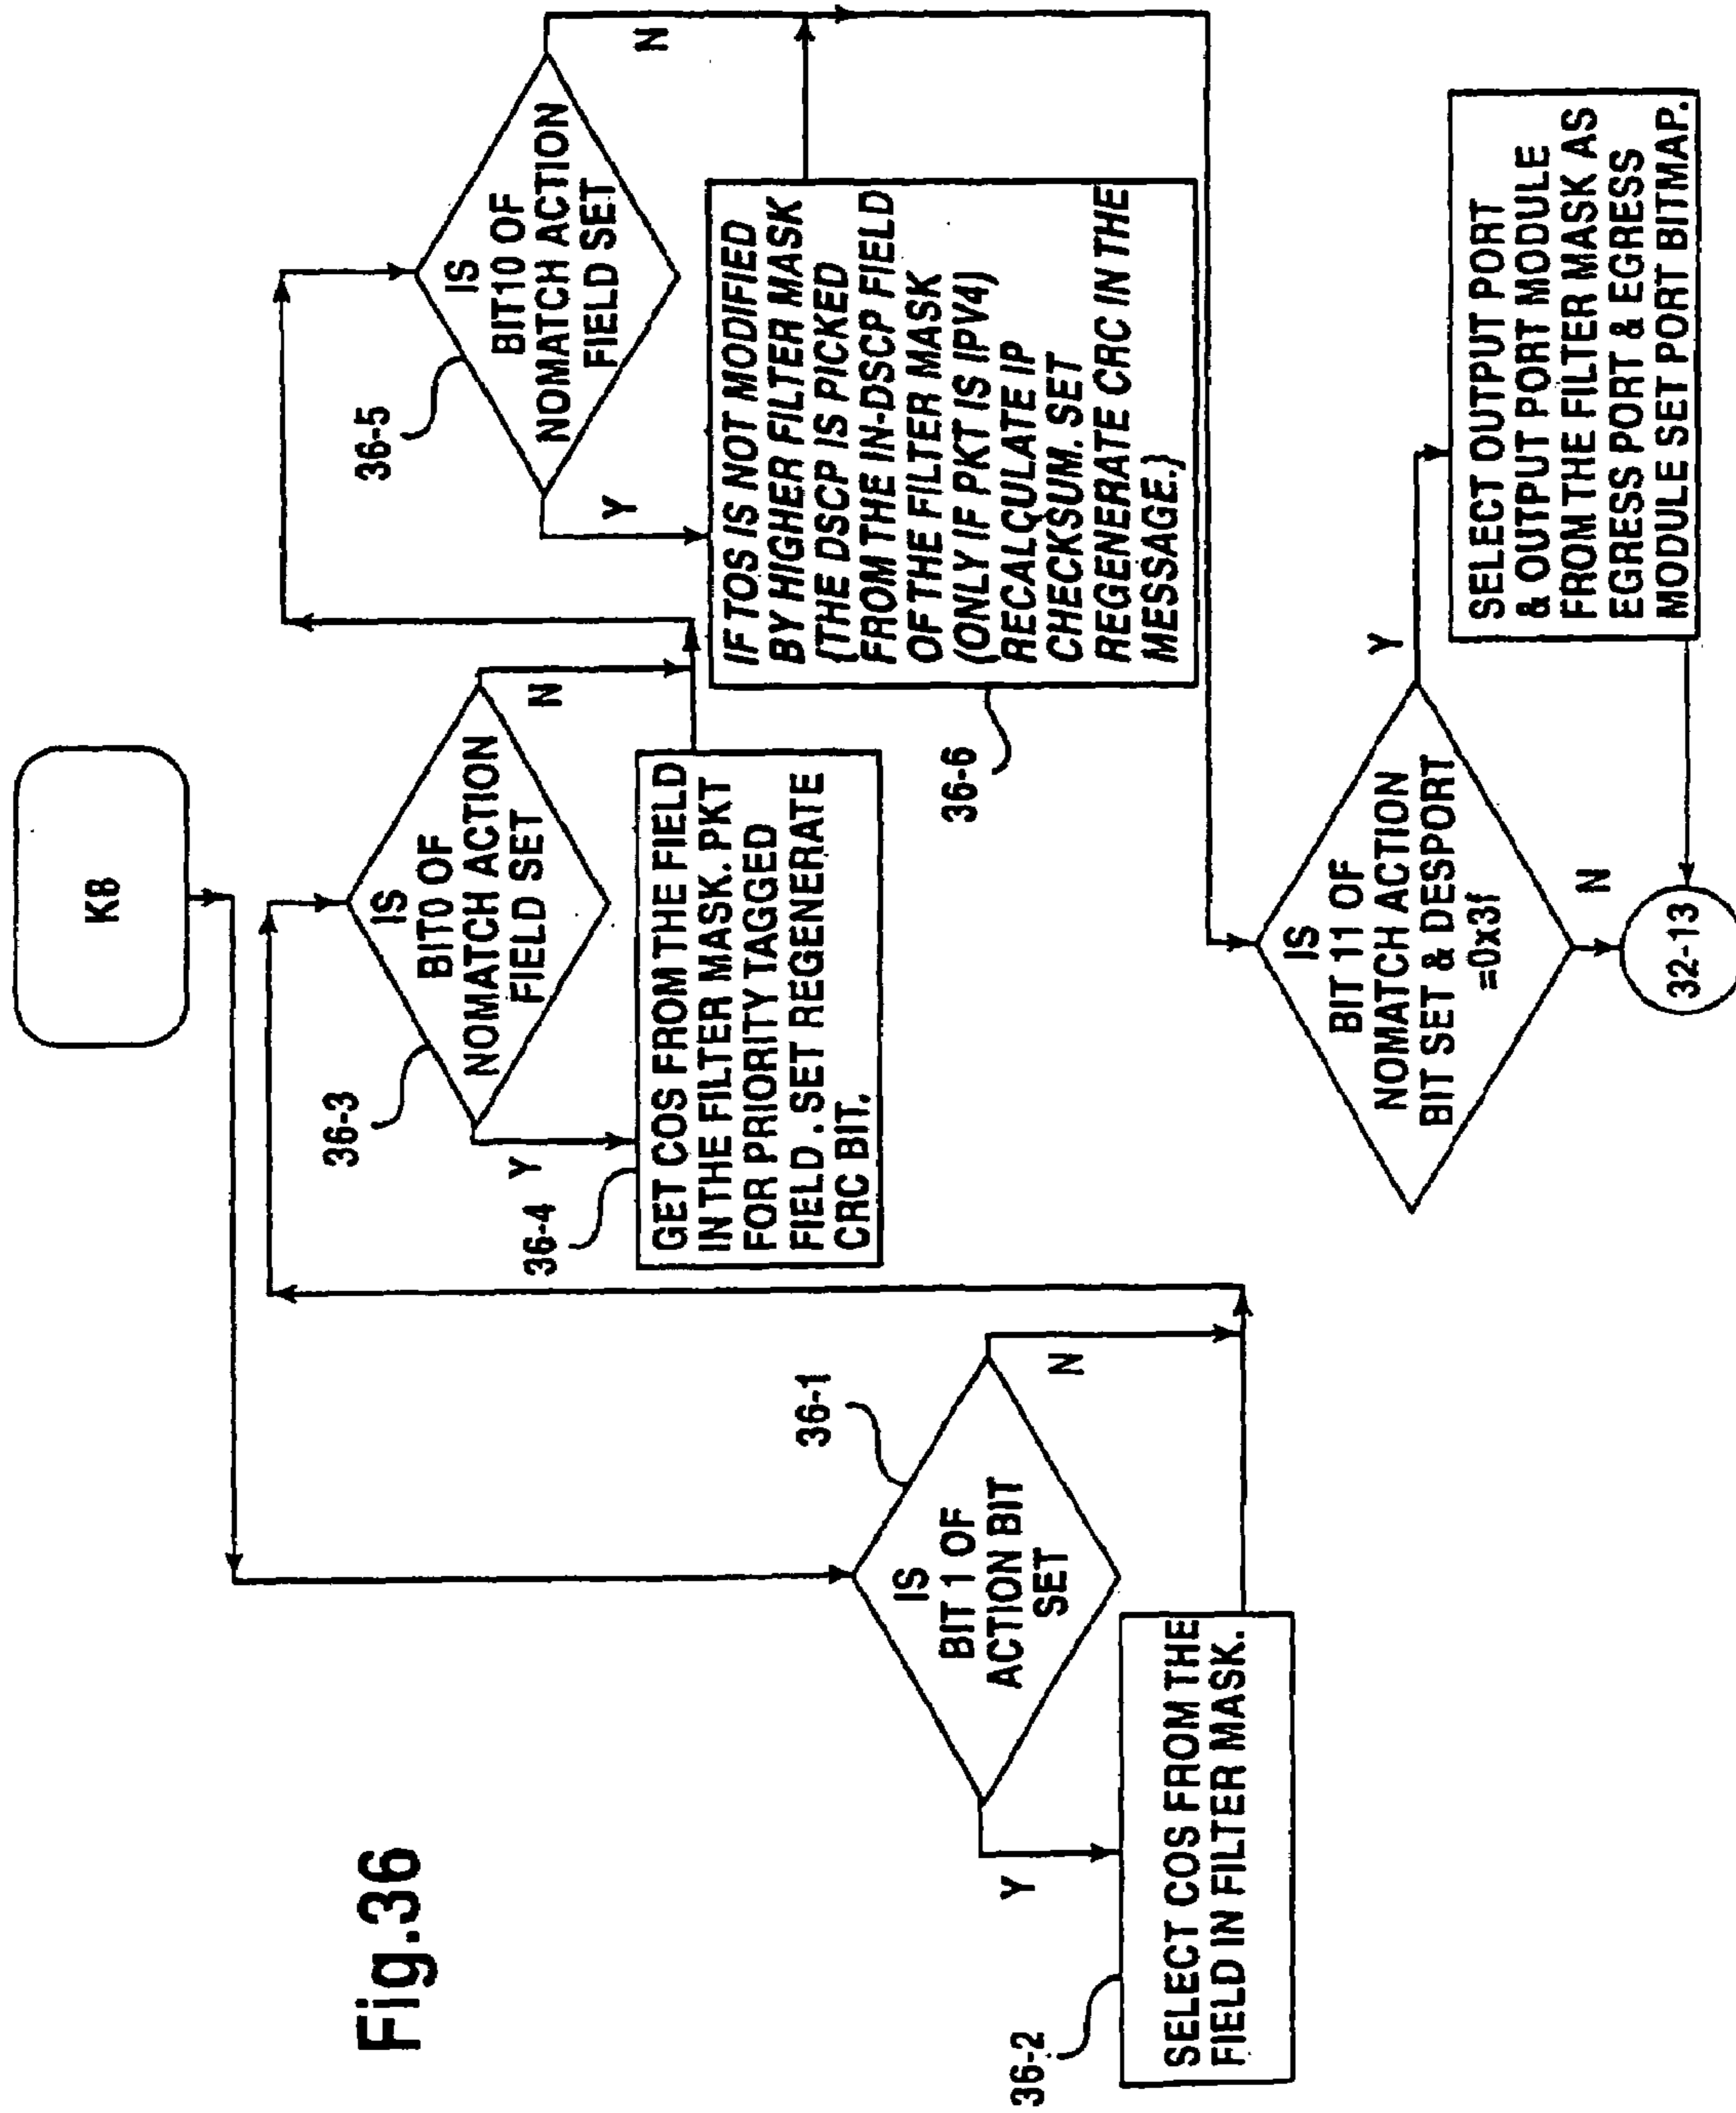 Fig.36
K8
36-1
IS
BIT 1 OF
ACTION BIT
SET
Y
N
36-2
SELECT COS FROM THE
FIELD IN FILTER MASK.
36-3
IS
BIT0 OF
NOMATCH ACTION
FIELD SET
Y
N
36-4
GET COS FROM THE FIELD
IN THE FILTER MASK. PKT
FOR PRIORITY TAGGED
FIELD . SET REGENERATE
CRC BIT.
36-5
IS
BIT10 OF
NOMATCH ACTION
FIELD SET
Y
N
36-6
IF TOS IS NOT MODIFIED
BY HIGHER FILTER MASK
{THE DSCP IS PICKED
FROM THE IN-DSCP FIELD
OF THE FILTER MASK
(ONLY IF PKT IS IPV4)
RECALCULATE IP
CHECKSUM. SET
REGENERATE CRC IN THE
MESSAGE.}
IS
BIT 11 OF
NOMATCH ACTION
BIT SET & DESPORT
=0x3f
Y
N
SELECT OUTPUT PORT
& OUTPUT PORT MODULE
FROM THE FILTER MASK AS
EGRESS PORT & EGRESS
MODULE SET PORT BITMAP.
32-13